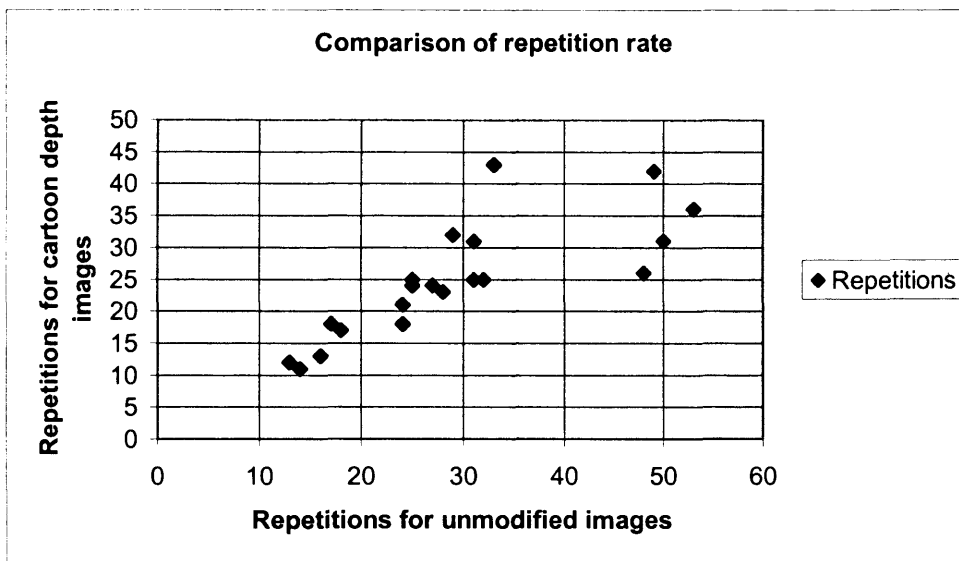 Comparison of repetition rate
Repetitions for cartoon depth
images
50
45
40
35
30
25
20
15
10
5
0
0 10 20 30 40 50 60
Repetitions for unmodified images
Repetitions